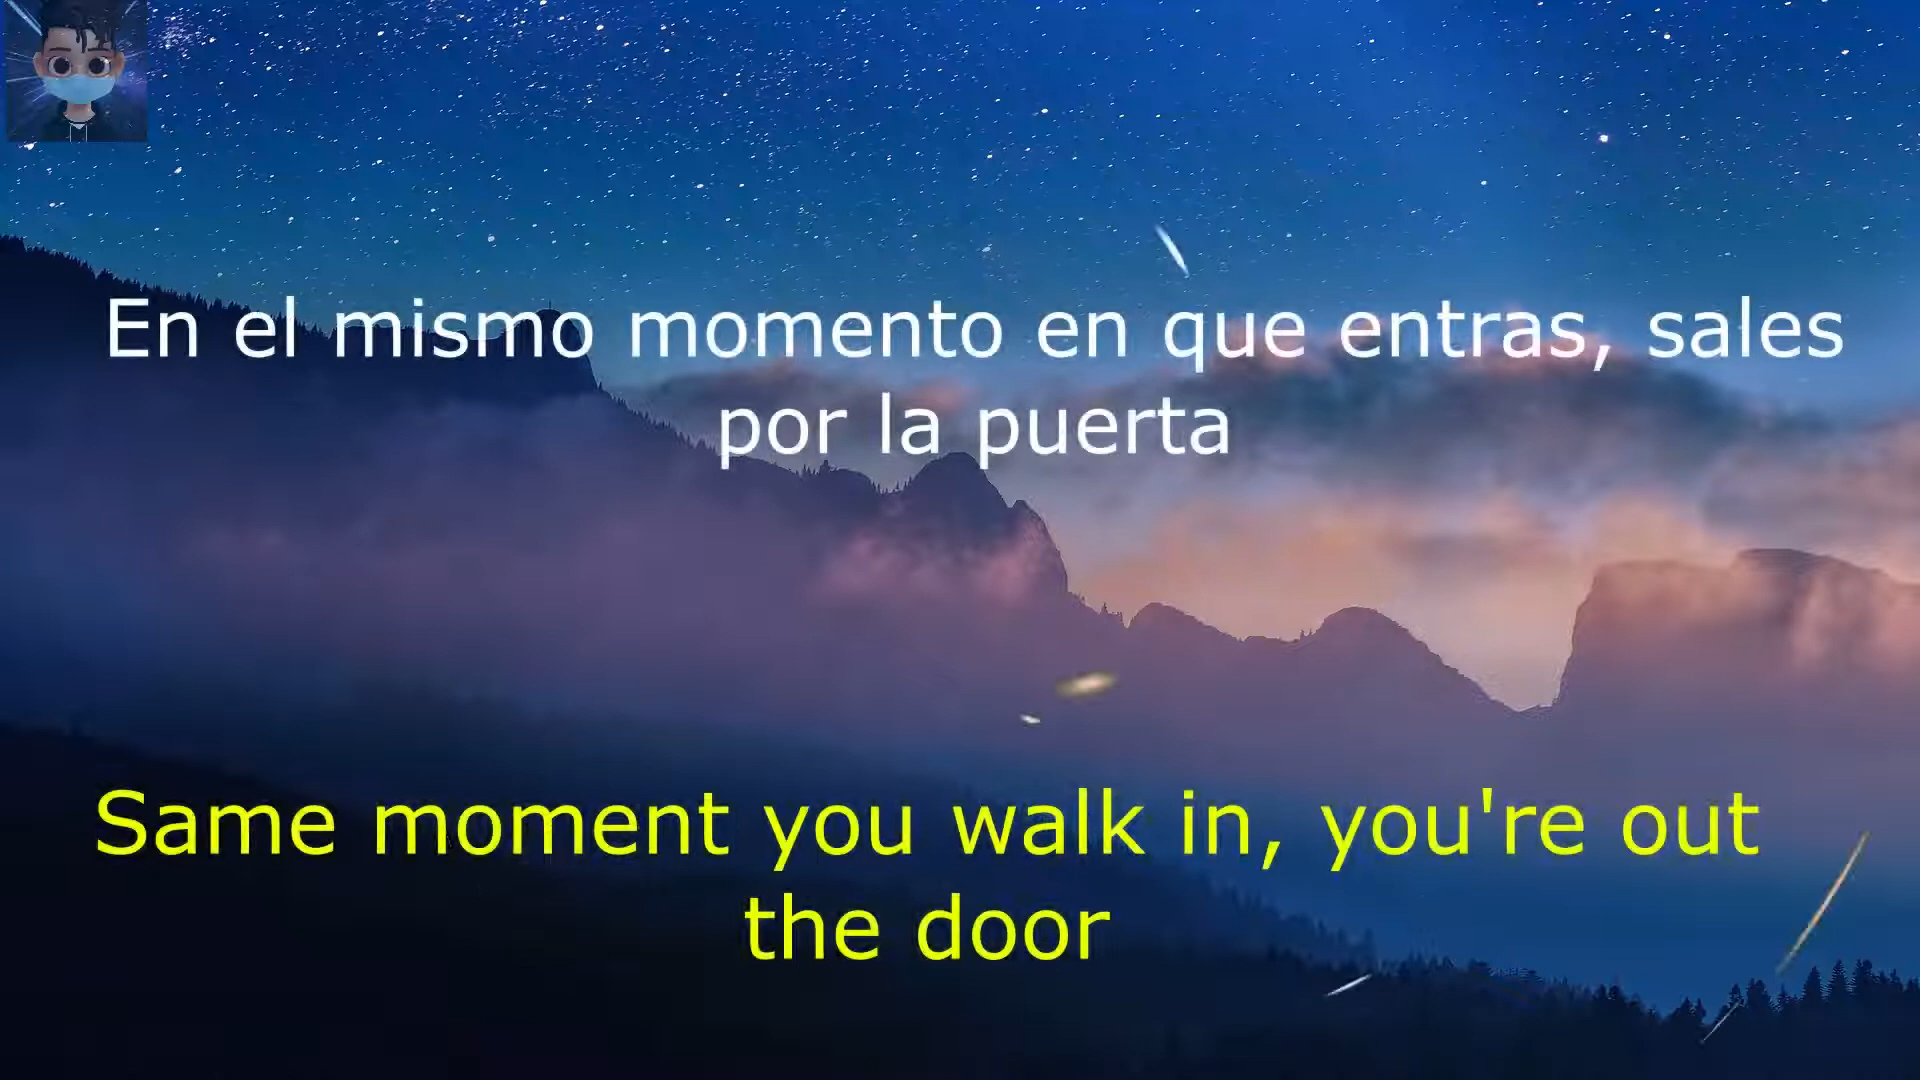 En el mismo momento en que entras, sales
por la puerta
Same moment you walk in, you're out
the door